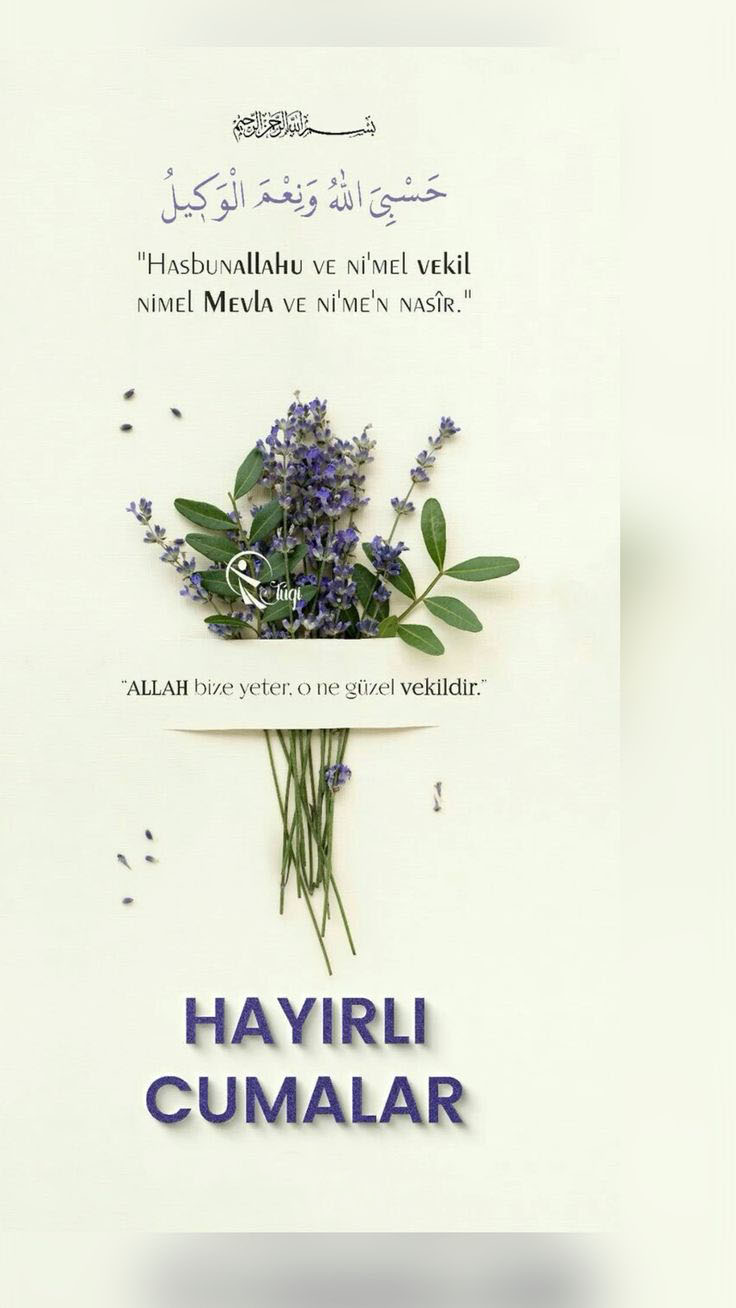 بسم الله الرحمن الرحيم
حَسْبِيَ اللهُ وَنِعْمَ الْوَكِيلُ
"Hasbunallahu ve ni'mel vekil
nimel Mevla ve ni'me'n nasîr."
Tuği
"ALLAH bize yeter, o ne güzel vekildir."
HAYIRLI
CUMALAR